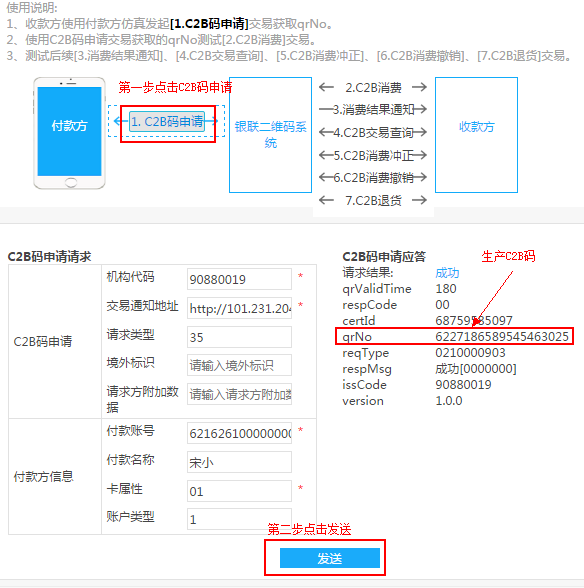 使用说明:
1、收款方使用付款方仿真发起[1.C2B码申请]交易获取qrNo。
2、使用C2B码申请交易获取的qrNo测试[2.C2B消费]交易。
3、测试后续[3.消费结果通知]、[4.C2B交易查询]、[5.C2B消费冲正]、[6.C2B消费撤销]、[7.C2B退货]交易。
第一步点击C2B码申请
付款方
1. C2B码申请
银联二维码系统
2.C2B消费
3.消费结果通知
4.C2B交易查询
5.C2B消费冲正
6.C2B消费撤销
7.C2B退货
收款方
C2B码申请请求
C2B码申请
机构代码 90880019 *
交易通知地址 http://101.231.204 *
请求类型 35
境外标识 请输入境外标识
请求方附加数据 请输入请求方附加数
付款方信息
付款账号 621626100000000 *
付款名称 宋小
卡属性 01 *
账户类型 1
第二步点击发送
发送
C2B码申请应答
生产C2B码
请求结果: 成功
qrValidTime 180
respCode 00
certId 68759585097
qrNo 6227186589545463025
reqType 0210000903
respMsg 成功[0000000]
issCode 90880019
version 1.0.0